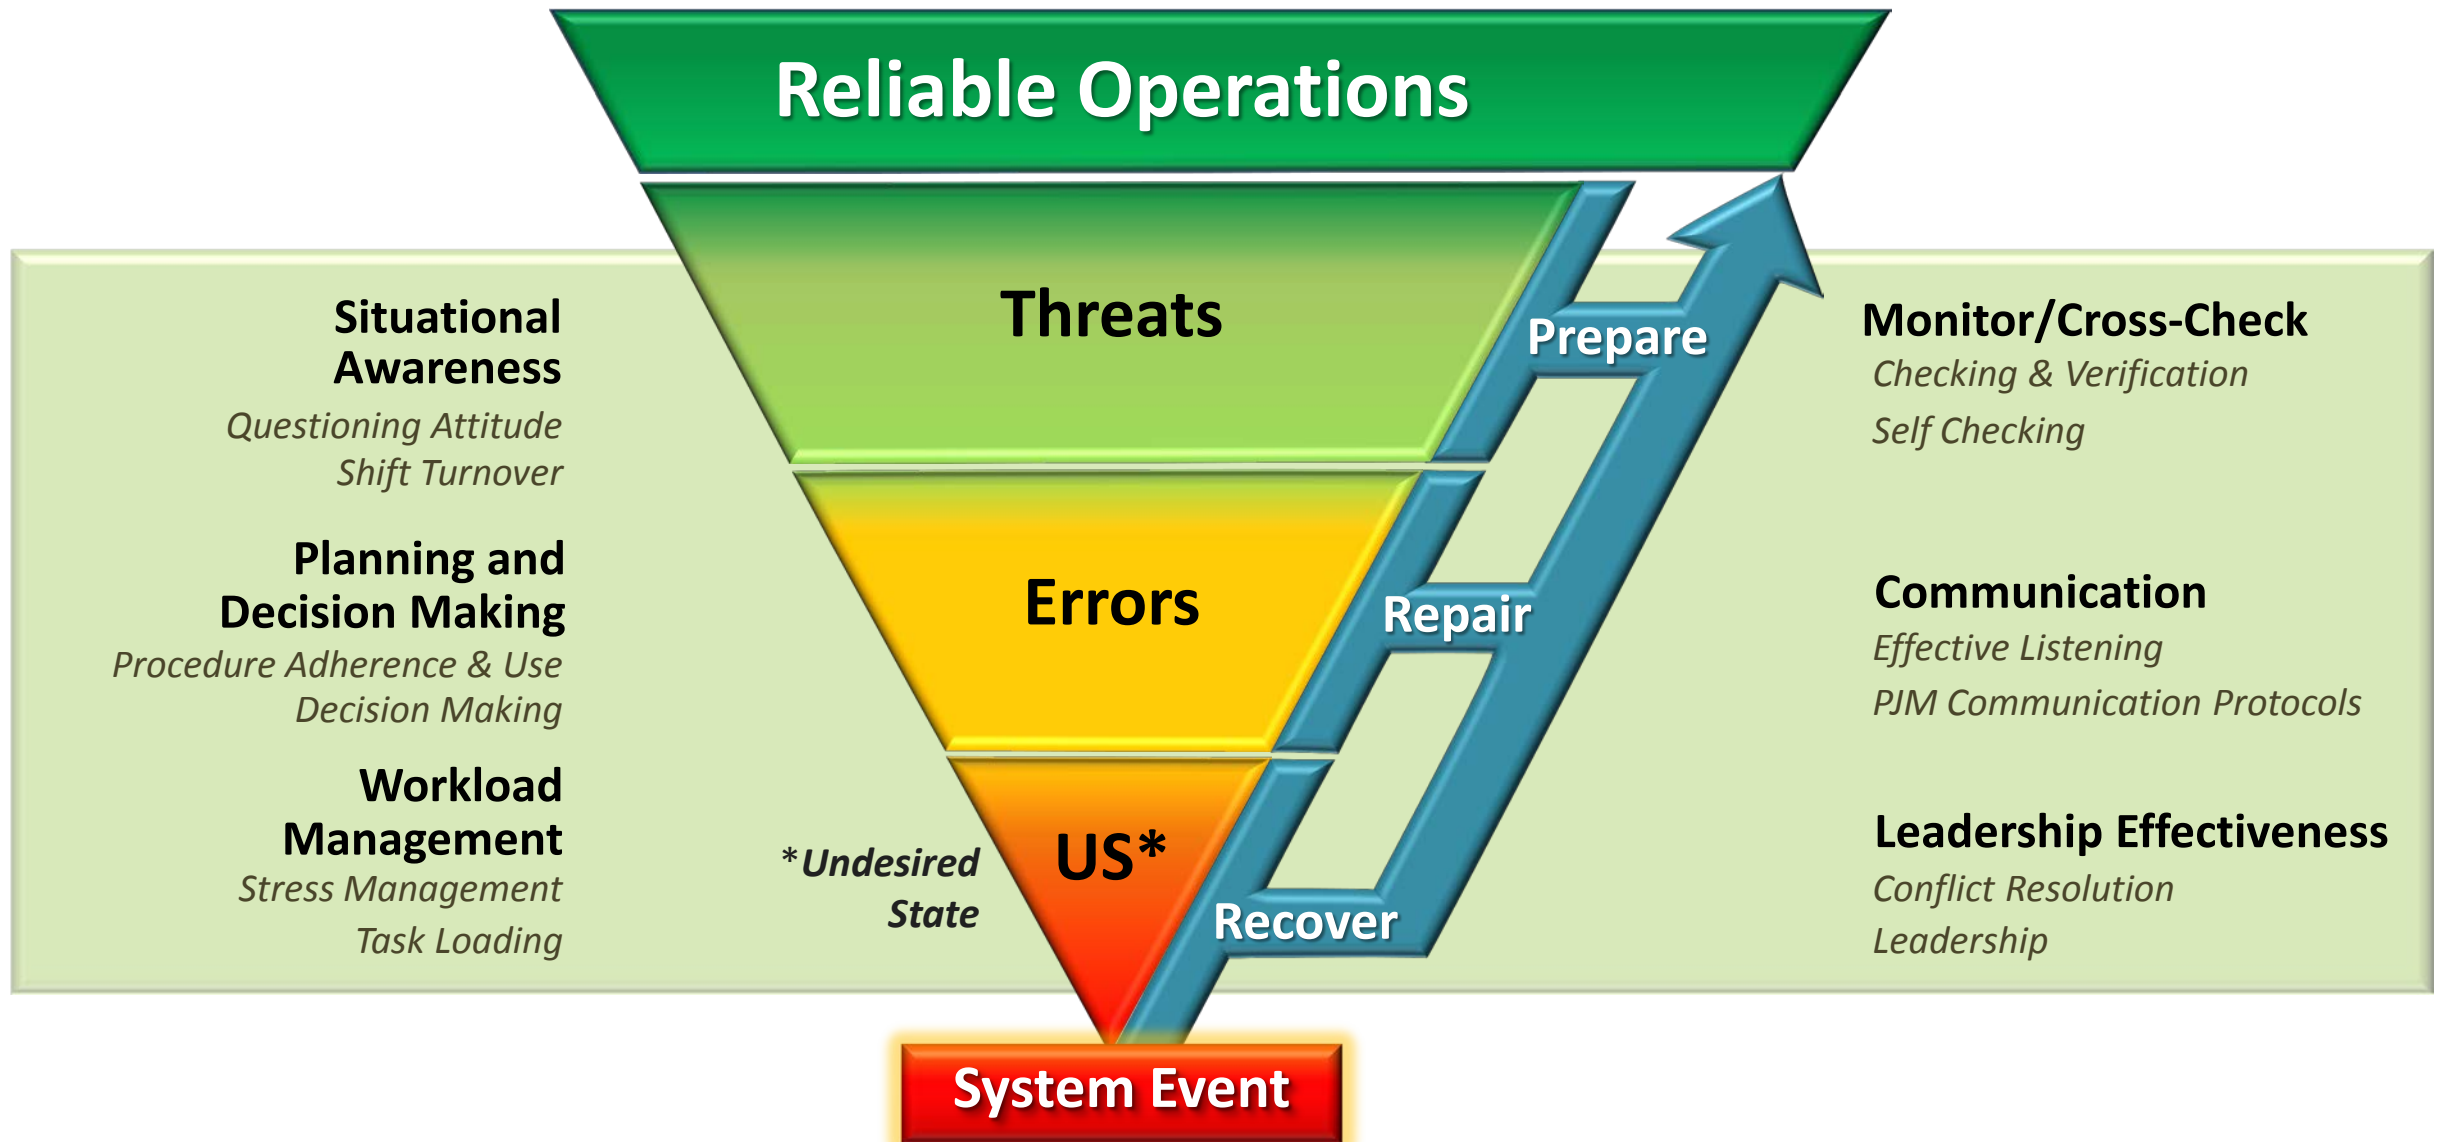 Reliable Operations
Situational
Awareness
Questioning Attitude
Shift Turnover
Planning and
Decision Making
Procedure Adherence & Use
Decision Making
Workload
Management
Stress Management
Task Loading
Threats
Errors
US*
*Undesired
State
Prepare
Repair
Recover
Monitor/Cross-Check
Checking & Verification
Self Checking
Communication
Effective Listening
PJM Communication Protocols
Leadership Effectiveness
Conflict Resolution
Leadership
System Event